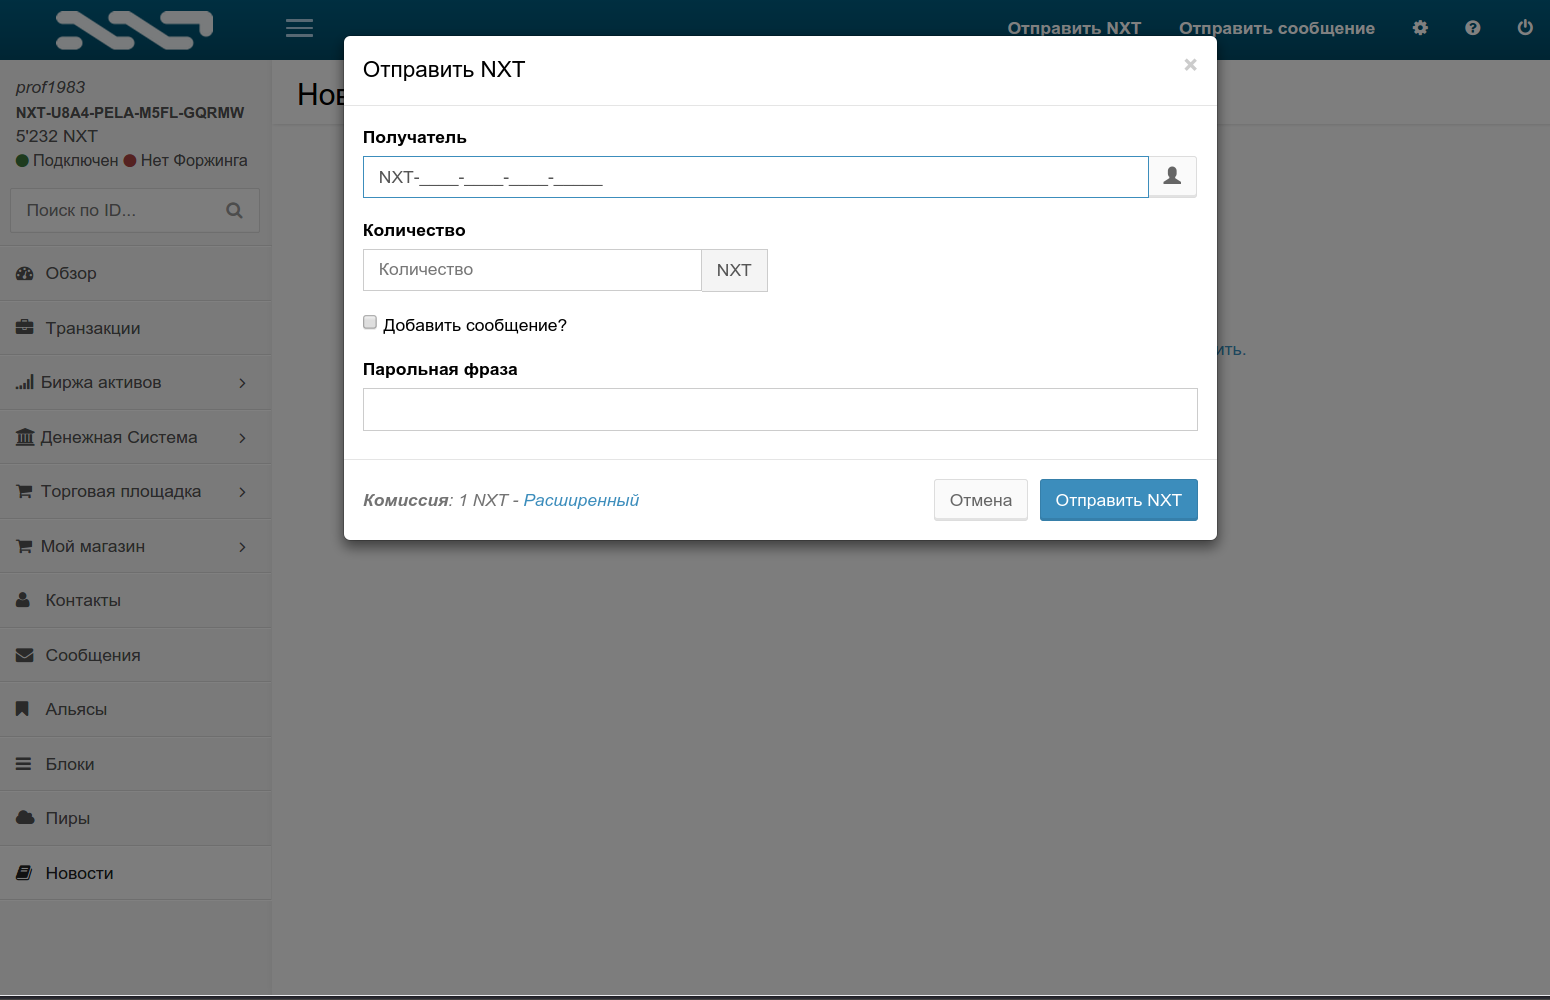 NXT
Отправить NXT
Отправить сообщение
prof1983
NXT-U8A4-PELA-M5FL-GQRMW
5'232 NXT
Подключен
Нет Форжинга
Поиск по ID...
Обзор
Транзакции
Биржа активов
Денежная Система
Торговая площадка
Мой магазин
Контакты
Сообщения
Альясы
Блоки
Пиры
Новости
Нов
Отправить NXT
×
Получатель
NXT-____-____-____-_____
Количество
Количество
NXT
Добавить сообщение?
Парольная фраза
Комиссия: 1 NXT - Расширенный
Отмена
Отправить NXT
ить.